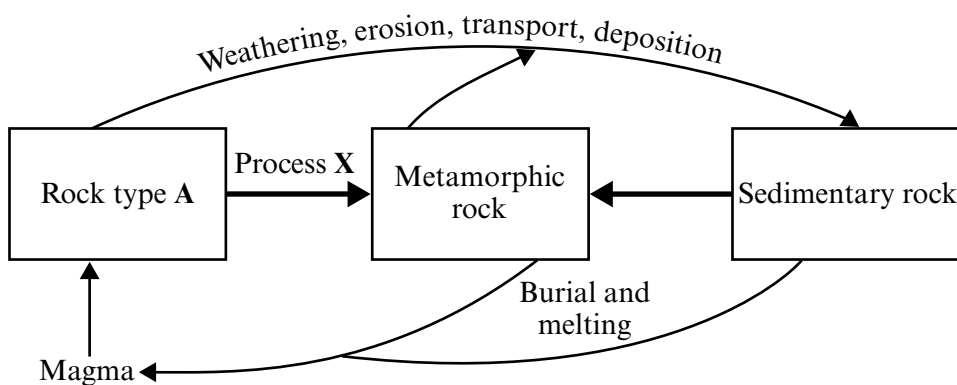 Weathering, erosion, transport, deposition
Process X
Rock type A
Metamorphic
rock
Sedimentary rock
Burial and
melting
Magma